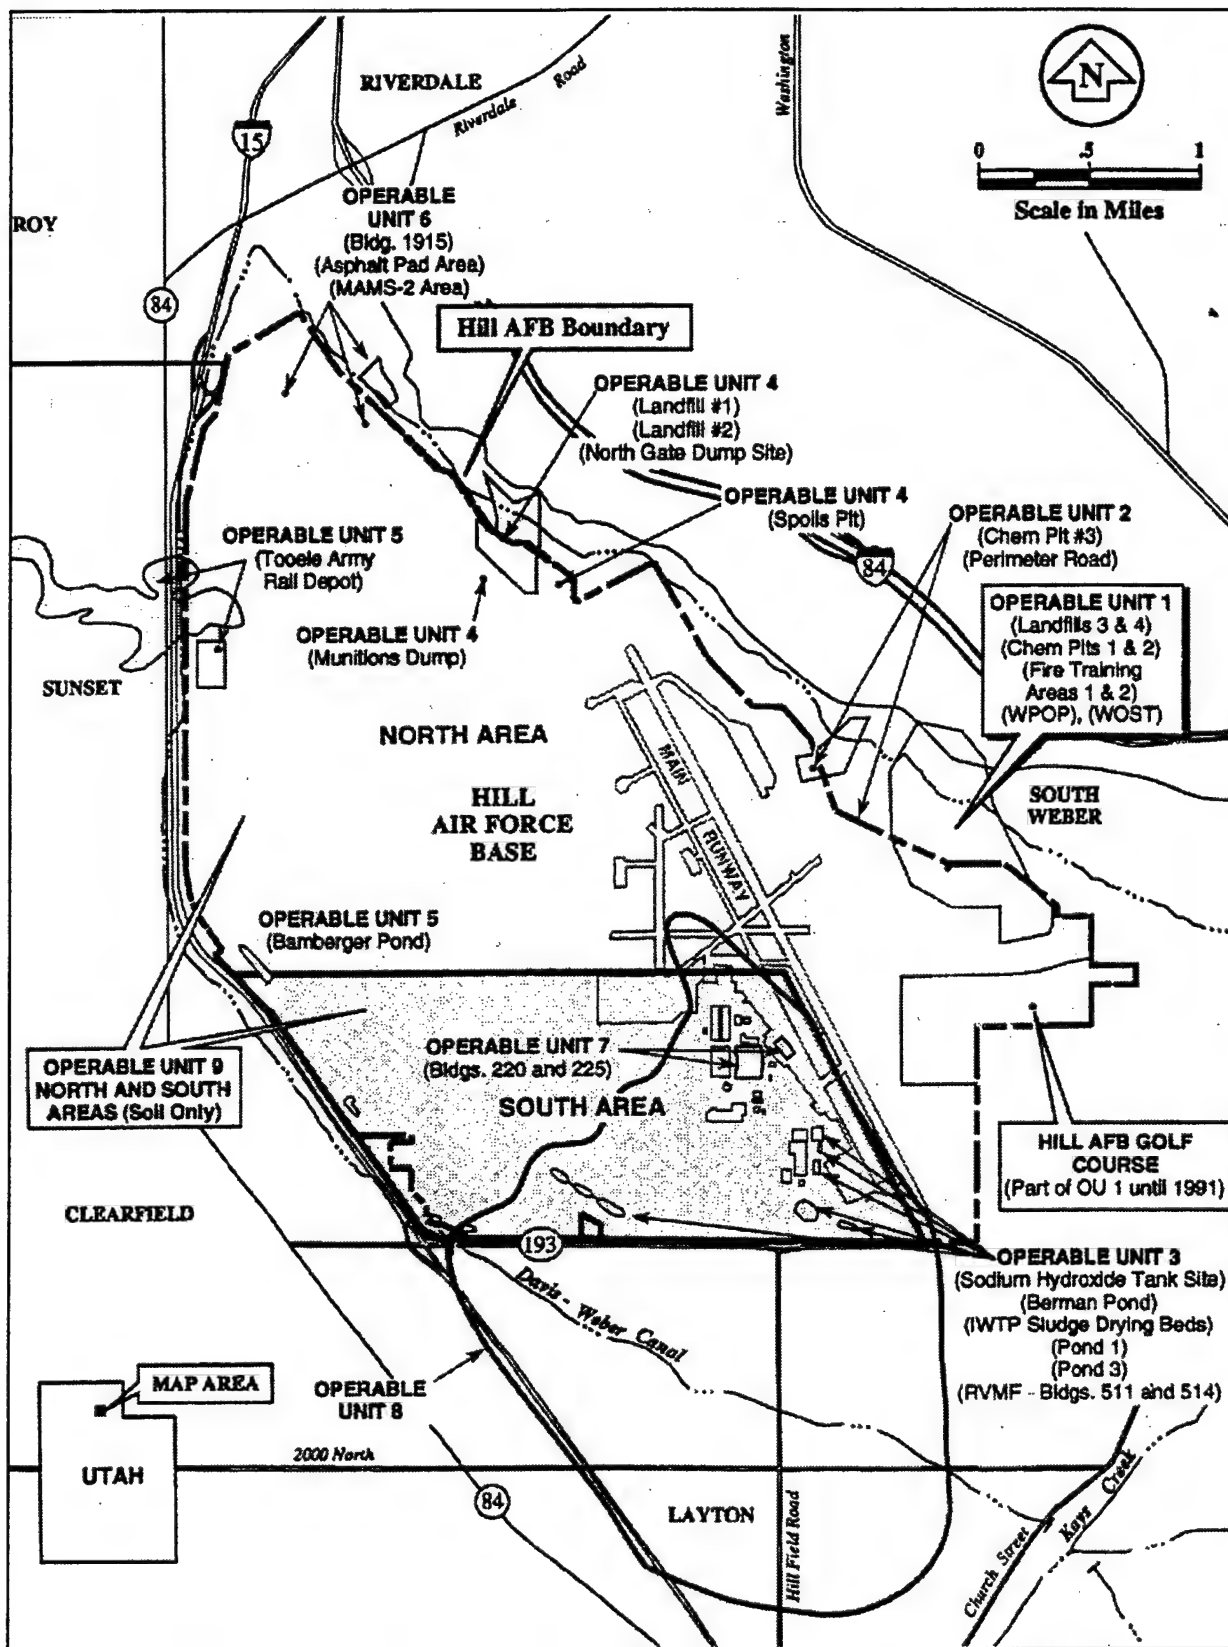 RIVERDALE
Riverdale Road
Washington
N
15
0 .5 1
Scale in Miles
ROY
OPERABLE
UNIT 6
(Bldg. 1915)
(Asphalt Pad Area)
(MAMS-2 Area)
84
Hill AFB Boundary
OPERABLE UNIT 4
(Landfill #1)
(Landfill #2)
(North Gate Dump Site)
OPERABLE UNIT 4
(Spoils Pit)
OPERABLE UNIT 2
(Chem Pit #3)
(Perimeter Road)
84
OPERABLE UNIT 5
(Tooele Army
Rail Depot)
OPERABLE UNIT 1
(Landfills 3 & 4)
(Chem Pits 1 & 2)
(Fire Training
Areas 1 & 2)
(WPOP), (WOST)
OPERABLE UNIT 4
(Munitions Dump)
SUNSET
NORTH AREA
MAIN RUNWAY
HILL
AIR FORCE
BASE
SOUTH
WEBER
OPERABLE UNIT 5
(Bamberger Pond)
OPERABLE UNIT 9
NORTH AND SOUTH
AREAS (Soil Only)
OPERABLE UNIT 7
(Bldgs. 220 and 225)
SOUTH AREA
HILL AFB GOLF
COURSE
(Part of OU 1 until 1991)
CLEARFIELD
193
OPERABLE UNIT 3
(Sodium Hydroxide Tank Site)
(Berman Pond)
(IWTP Sludge Drying Beds)
(Pond 1)
(Pond 3)
(RVMF - Bldgs. 511 and 514)
Davis - Weber Canal
MAP AREA
UTAH
OPERABLE
UNIT 8
2000 North
84
LAYTON
Hill Field Road
Church Street
Kays Creek